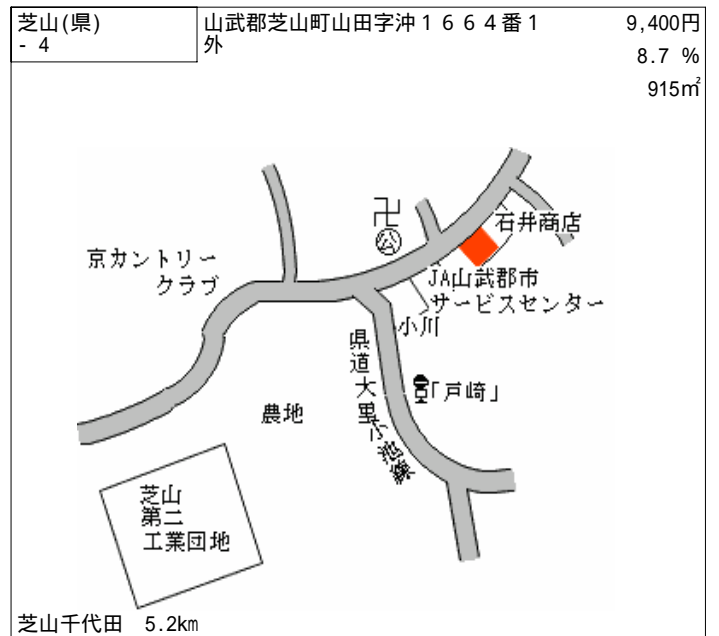 芝山(県)
- 4
山武郡芝山町山田字沖１６６４番１
外
9,400円
8.7 %
915㎡
卍
公
石井商店
京カントリー
クラブ
JA山武郡市
サービスセンター
小川
県道大里小池線
「戸崎」
農地
芝山
第二
工業団地
芝山千代田 5.2km